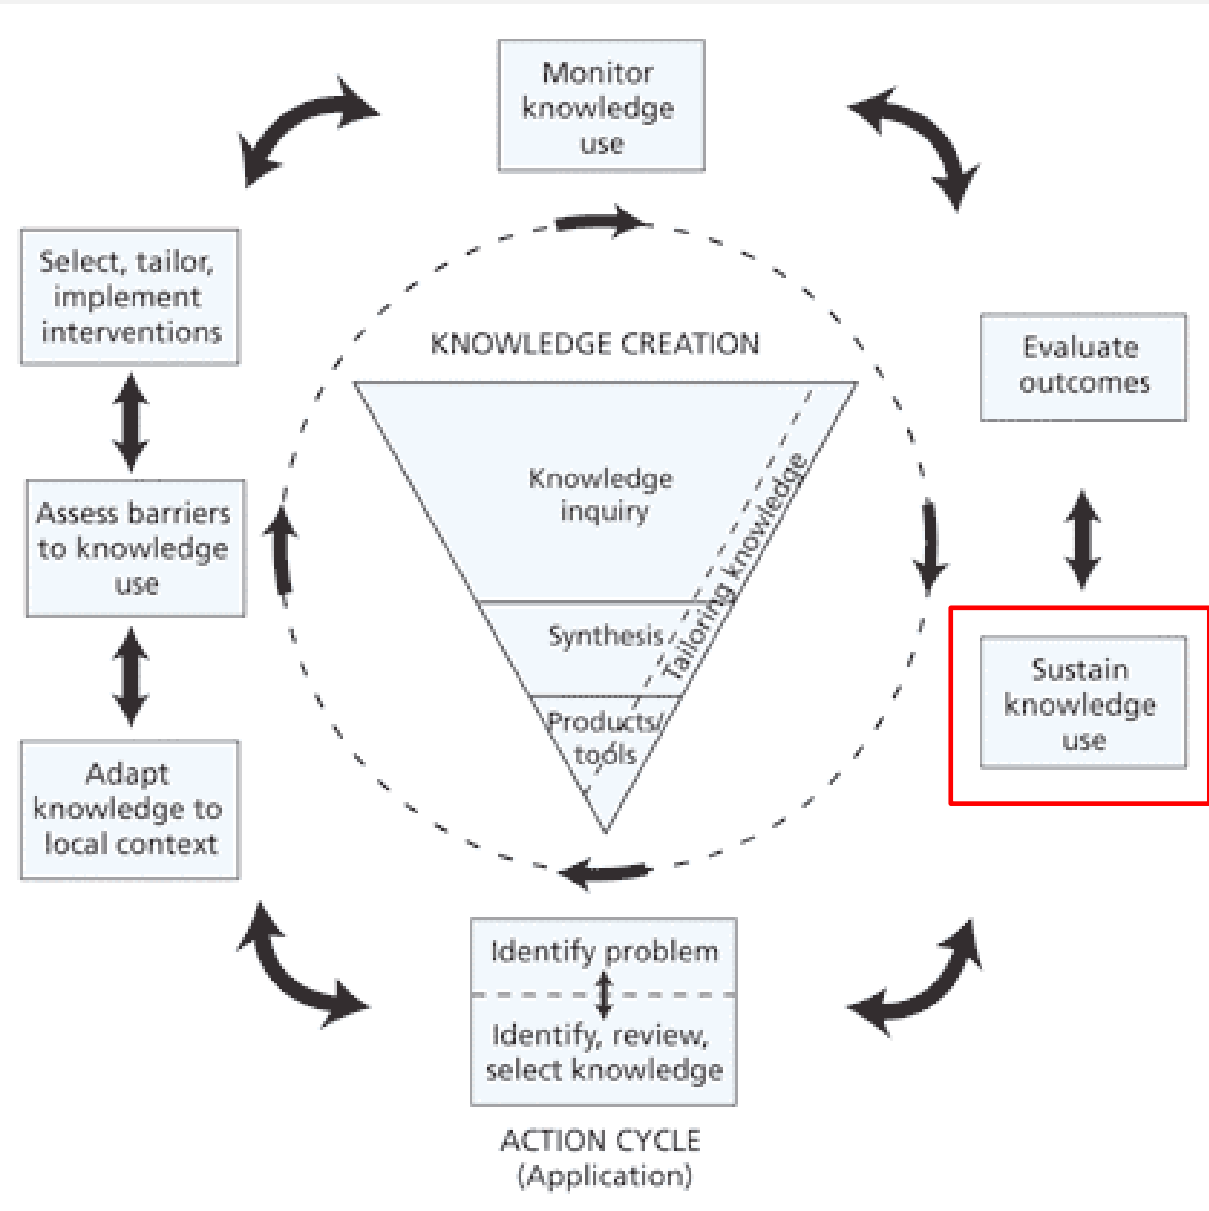 Monitor
knowledge
use
Select, tailor,
implement
interventions
Evaluate
outcomes
KNOWLEDGE CREATION
Knowledge
inquiry
Tailoring knowledge
Assess barriers
to knowledge
use
Synthesis
Sustain
knowledge
use
Products/
tools
Adapt
knowledge to
local context
Identify problem
Identify, review,
select knowledge
ACTION CYCLE
(Application)